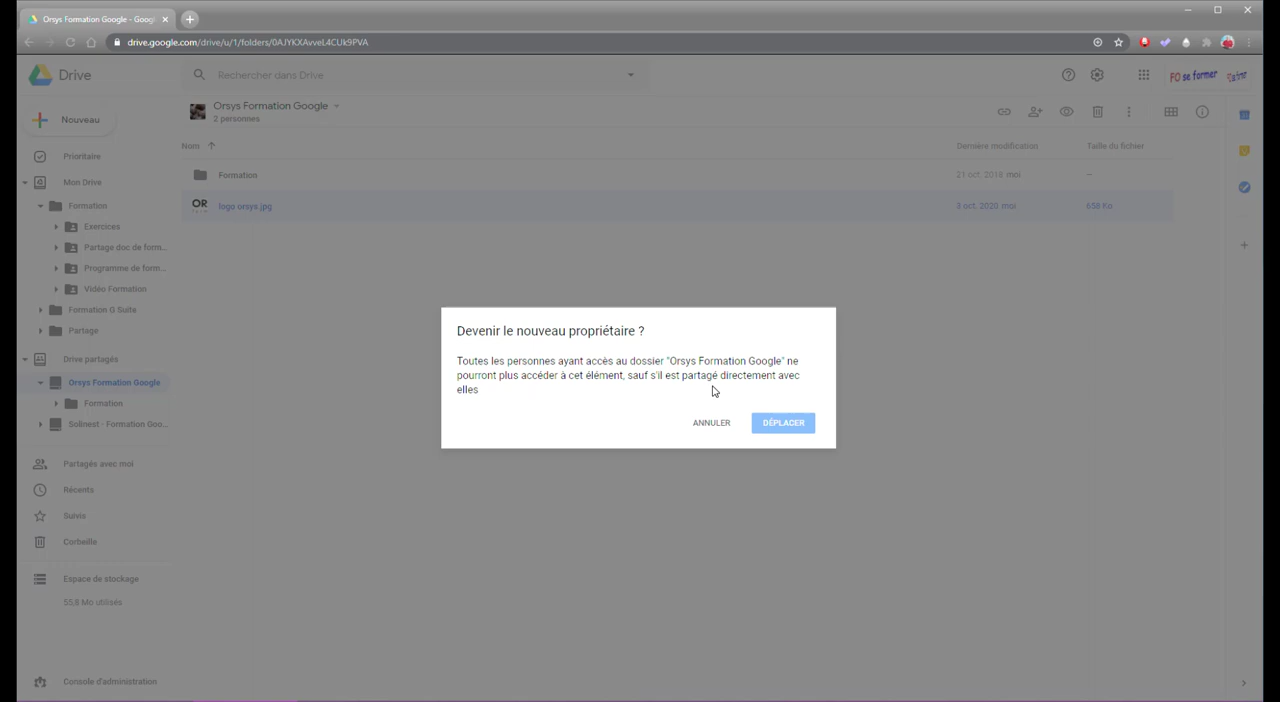 Orsys Formation Google - Goog
drive.google.com/drive/u/1/folders/0AJYKXAvveL4CUk9PVA
Drive
Rechercher dans Drive
FO se former
Nouveau
Orsys Formation Google
2 personnes
Nom
Dernière modification
Taille du fichier
Prioritaire
Mon Drive
Formation
Exercices
Partage doc de form...
Programme de form...
Vidéo Formation
Formation G Suite
Partage
Drive partagés
Orsys Formation Google
Formation
Solinest - Formation Goo...
Partagés avec moi
Récents
Suivis
Corbeille
Espace de stockage
55,8 Mo utilisés
Console d'administration
Formation
21 oct. 2019 moi
–
OR
logo orsys.jpg
8 oct. 2020 moi
658 Ko
Devenir le nouveau propriétaire ?
Toutes les personnes ayant accès au dossier "Orsys Formation Google" ne
pourront plus accéder à cet élément, sauf s'il est partagé directement avec
elles
ANNULER
DÉPLACER